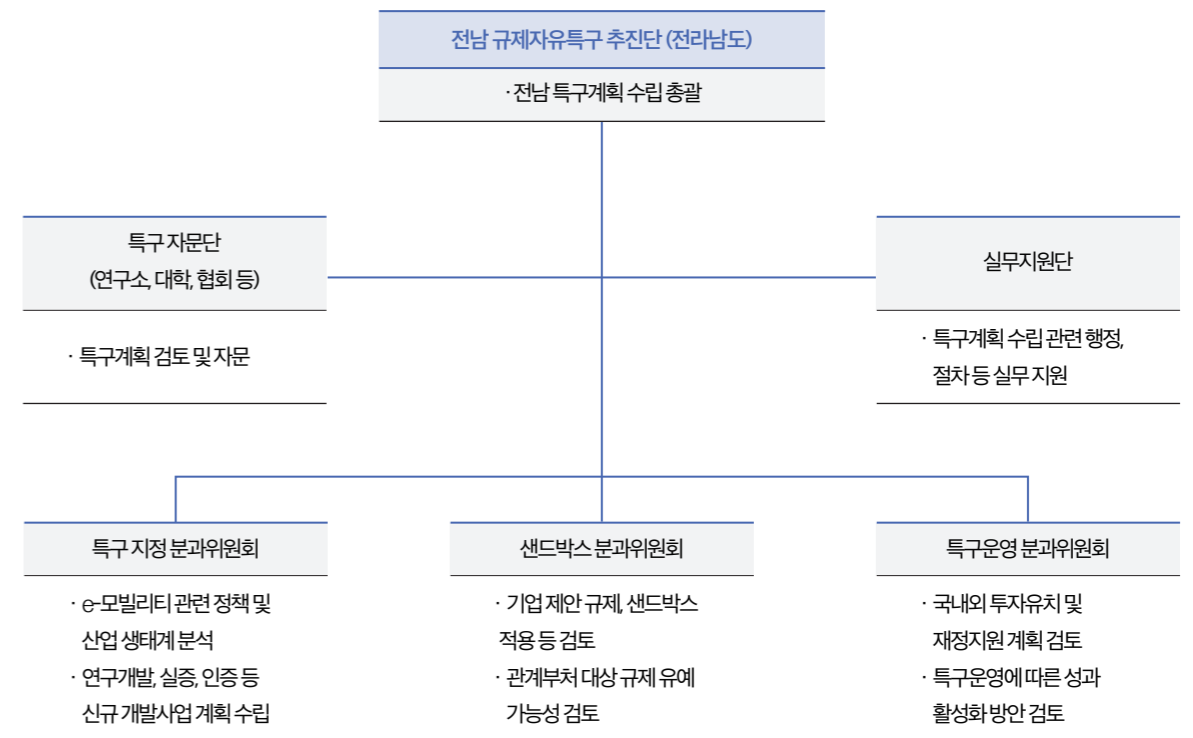 전남 규제자유특구 추진단 (전라남도)
· 전남 특구계획 수립 총괄
특구 자문단
(연구소, 대학, 협회 등)
· 특구계획 검토 및 자문
실무지원단
· 특구계획 수립 관련 행정,
절차 등 실무 지원
특구 지정 분과위원회
· e-모빌리티 관련 정책 및
산업 생태계 분석
· 연구개발, 실증, 인증 등
신규 개발사업 계획 수립
샌드박스 분과위원회
· 기업 제안 규제, 샌드박스
적용 등 검토
· 관계부처 대상 규제 유예
가능성 검토
특구운영 분과위원회
· 국내외 투자유치 및
재정지원 계획 검토
· 특구운영에 따른 성과
활성화 방안 검토